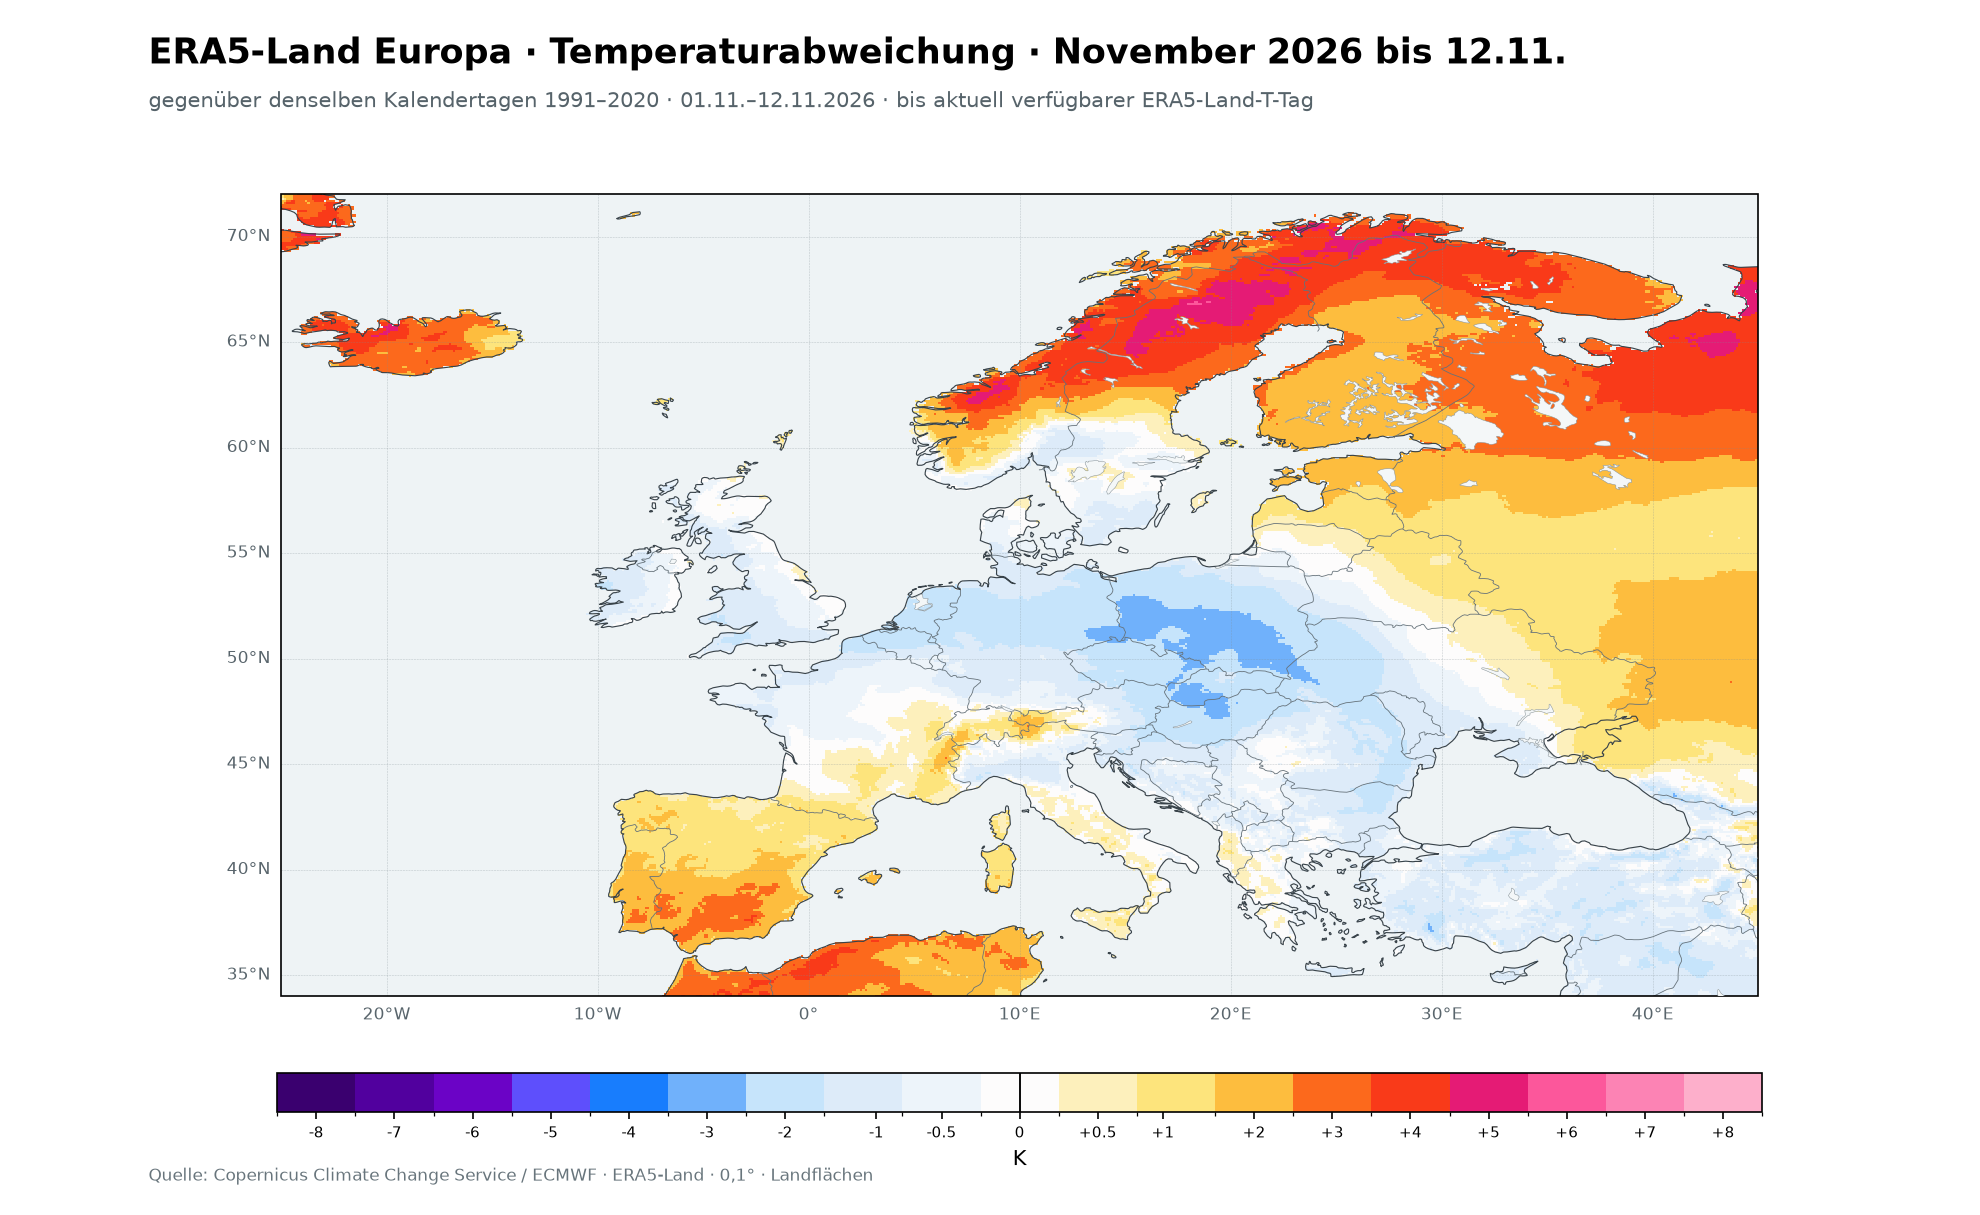 ERA5-Land Europa · Temperaturabweichung · November 2026 bis 12.11.
gegenüber denselben Kalendertagen 1991–2020 · 01.11.–12.11.2026 · bis aktuell verfügbarer ERA5-Land-T-Tag
70°N
65°N
60°N
55°N
50°N
45°N
40°N
35°N
20°W 10°W 0° 10°E 20°E 30°E 40°E
-8 -7 -6 -5 -4 -3 -2 -1 -0.5 0 +0.5 +1 +2 +3 +4 +5 +6 +7 +8
K
Quelle: Copernicus Climate Change Service / ECMWF · ERA5-Land · 0,1° · Landflächen